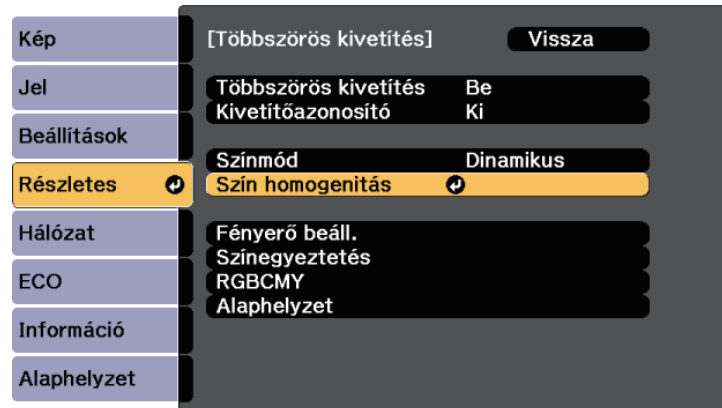 Kép
Jel
Beállítások
Részletes
Hálózat
ECO
Információ
Alaphelyzet
[Többszörös kivetítés] Vissza
Többszörös kivetítés Be
Kivetítőazonosító Ki
Színmód Dinamikus
Szín homogenitás
Fényerő beáll.
Színegyeztetés
RGBCMY
Alaphelyzet